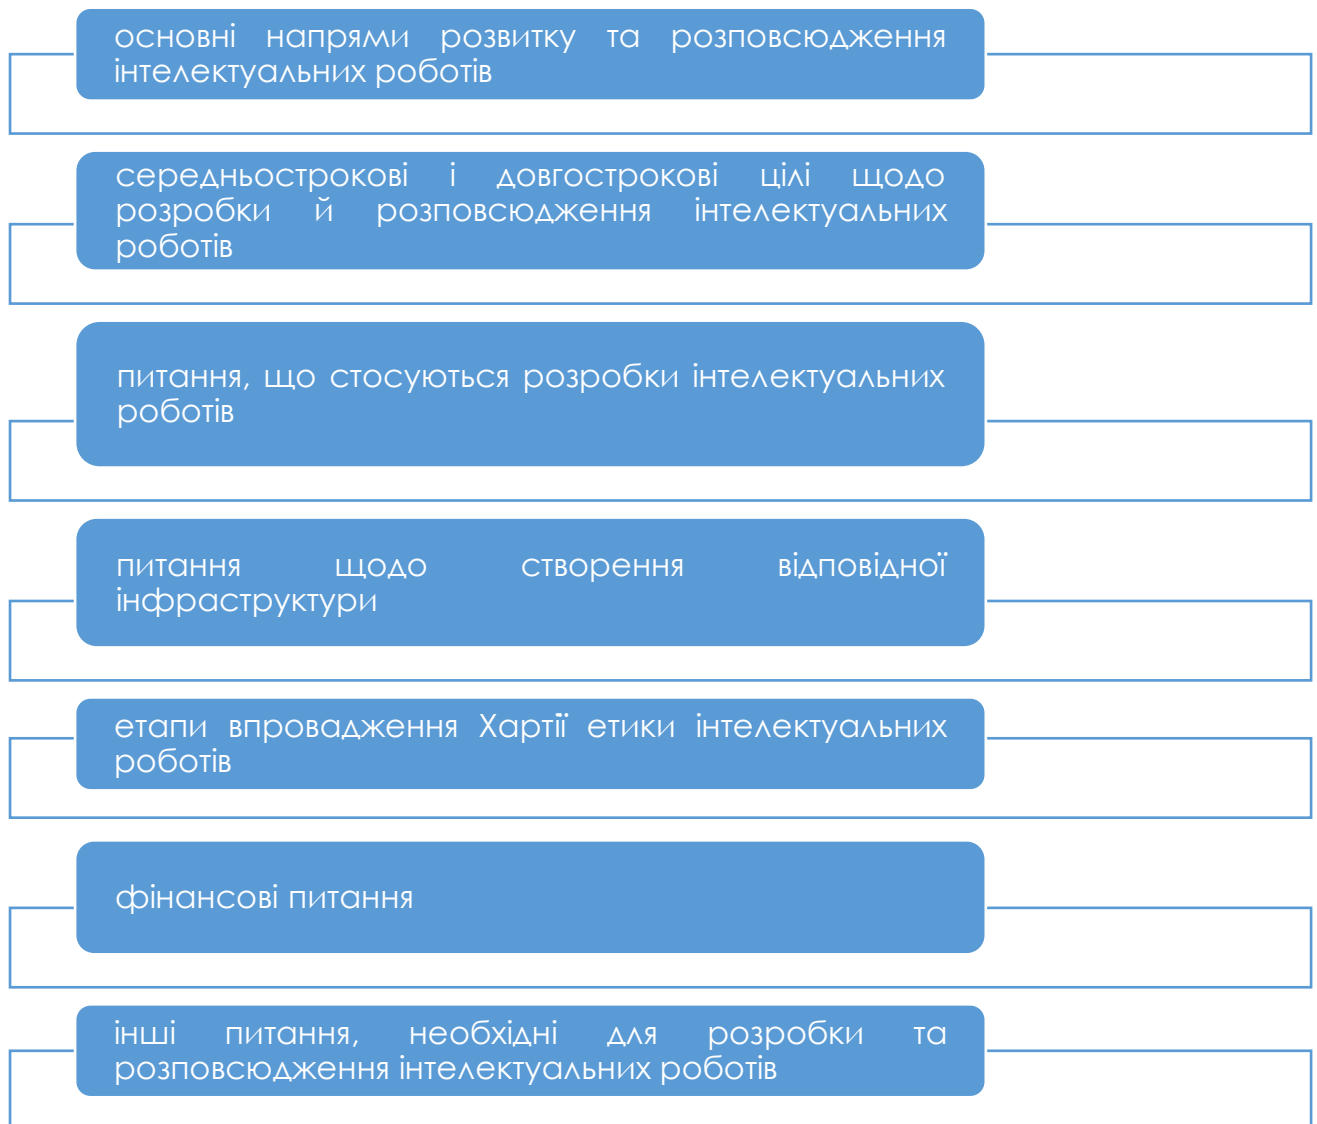 основні напрями розвитку та розповсюдження
інтелектуальних роботів
середньострокові і довгострокові цілі щодо
розробки й розповсюдження інтелектуальних
роботів
питання, що стосуються розробки інтелектуальних
роботів
питання щодо створення відповідної
інфраструктури
етапи впровадження Хартії етики інтелектуальних
роботів
фінансові питання
інші питання, необхідні для розробки та
розповсюдження інтелектуальних роботів